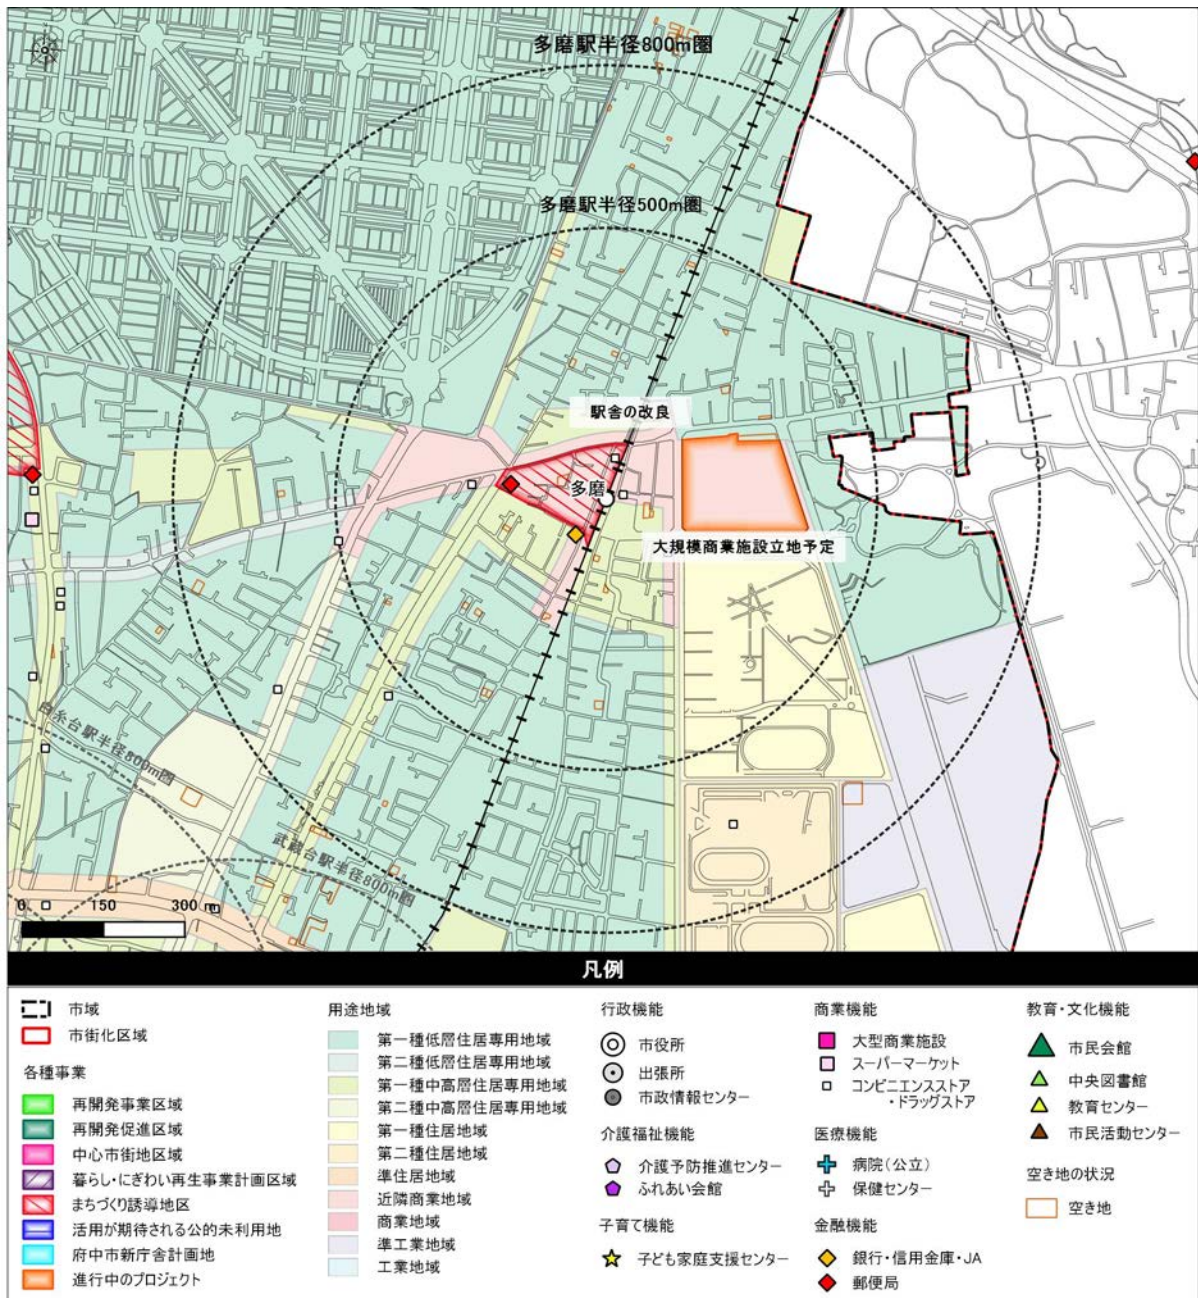 多磨駅半径800m圏
多磨駅半径500m圏
駅舎の改良
多磨
大規模商業施設立地予定
白糸台駅半径800m圏
武蔵台駅半径800m圏
0 150 300 m
凡例
市域
市街化区域
各種事業
再開発事業区域
再開発促進区域
中心市街地区域
暮らし・にぎわい再生事業計画区域
まちづくり誘導地区
活用が期待される公的未利用地
府中市新庁舎計画地
進行中のプロジェクト
用途地域
第一種低層住居専用地域
第二種低層住居専用地域
第一種中高層住居専用地域
第二種中高層住居専用地域
第一種住居地域
第二種住居地域
準住居地域
近隣商業地域
商業地域
準工業地域
工業地域
行政機能
市役所
出張所
市政情報センター
介護福祉機能
介護予防推進センター
ふれあい会館
子育て機能
子ども家庭支援センター
商業機能
大型商業施設
スーパーマーケット
コンビニエンスストア
・ドラッグストア
医療機能
病院(公立)
保健センター
金融機能
銀行・信用金庫・JA
郵便局
教育・文化機能
市民会館
中央図書館
教育センター
市民活動センター
空き地の状況
空き地